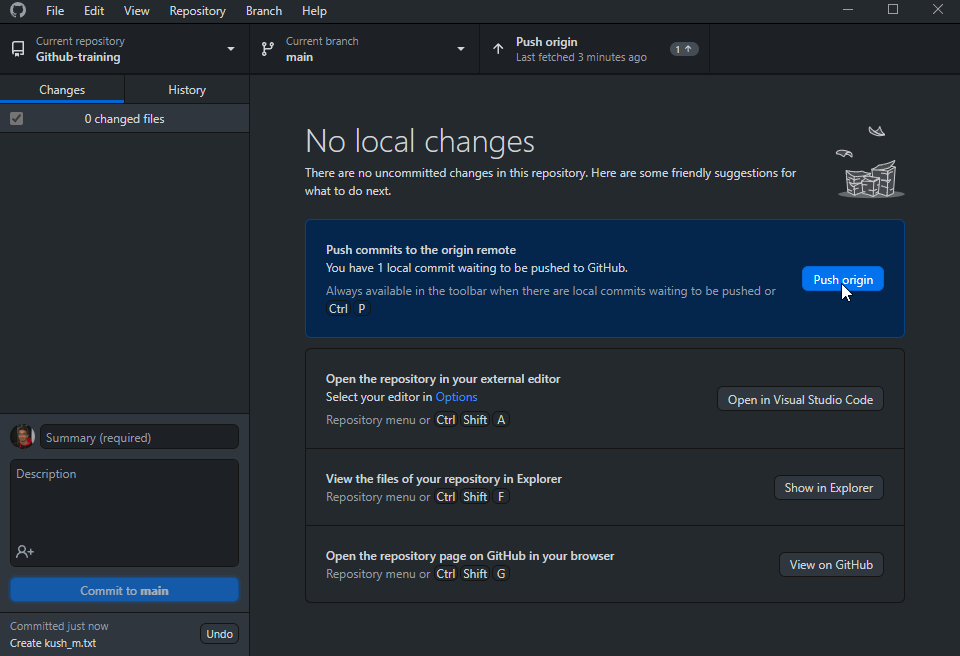 File Edit View Repository Branch Help
Current repository
Github-training
Current branch
main
Push origin
Last fetched 3 minutes ago
1
Changes
History
0 changed files
No local changes
There are no uncommitted changes in this repository. Here are some friendly suggestions for
what to do next.
Push commits to the origin remote
You have 1 local commit waiting to be pushed to GitHub.
Always available in the toolbar when there are local commits waiting to be pushed or
Ctrl P
Push origin
Open the repository in your external editor
Select your editor in Options
Repository menu or Ctrl Shift A
Open in Visual Studio Code
View the files of your repository in Explorer
Repository menu or Ctrl Shift F
Show in Explorer
Open the repository page on GitHub in your browser
Repository menu or Ctrl Shift G
View on GitHub
Summary (required)
Description
Commit to main
Committed just now
Create kush_m.txt
Undo